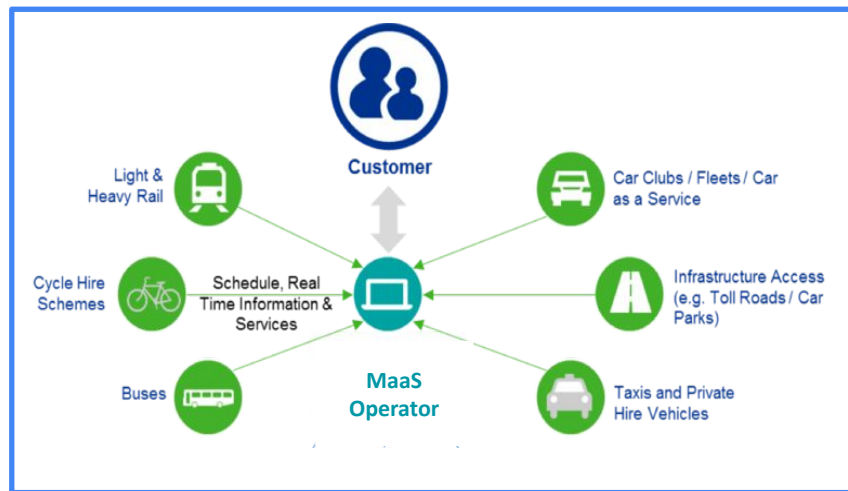 Customer
Light &
Heavy Rail
Car Clubs / Fleets / Car
as a Service
Cycle Hire
Schemes
Schedule, Real
Time Information &
Services
Infrastructure Access
(e.g. Toll Roads / Car
Parks)
Buses
MaaS
Operator
Taxis and Private
Hire Vehicles